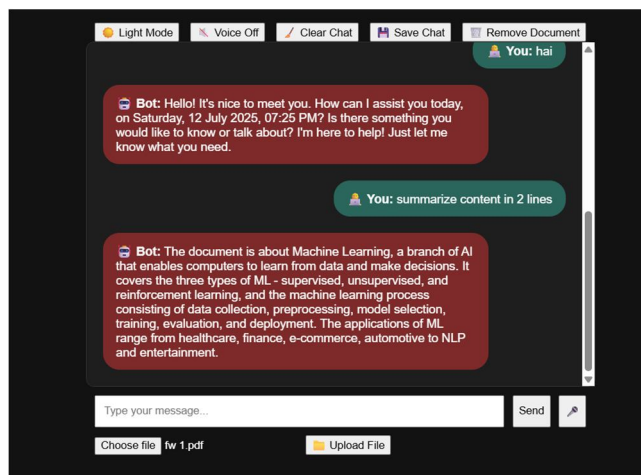 Light Mode Voice Off Clear Chat Save Chat Remove Document
You: hai
Bot: Hello! It's nice to meet you. How can I assist you today,
on Saturday, 12 July 2025, 07:25 PM? Is there something you
would like to know or talk about? I'm here to help! Just let me
know what you need.
You: summarize content in 2 lines
Bot: The document is about Machine Learning, a branch of AI
that enables computers to learn from data and make decisions. It
covers the three types of ML - supervised, unsupervised, and
reinforcement learning, and the machine learning process
consisting of data collection, preprocessing, model selection,
training, evaluation, and deployment. The applications of ML
range from healthcare, finance, e-commerce, automotive to NLP
and entertainment.
Type your message... Send
Choose file fw 1.pdf Upload File